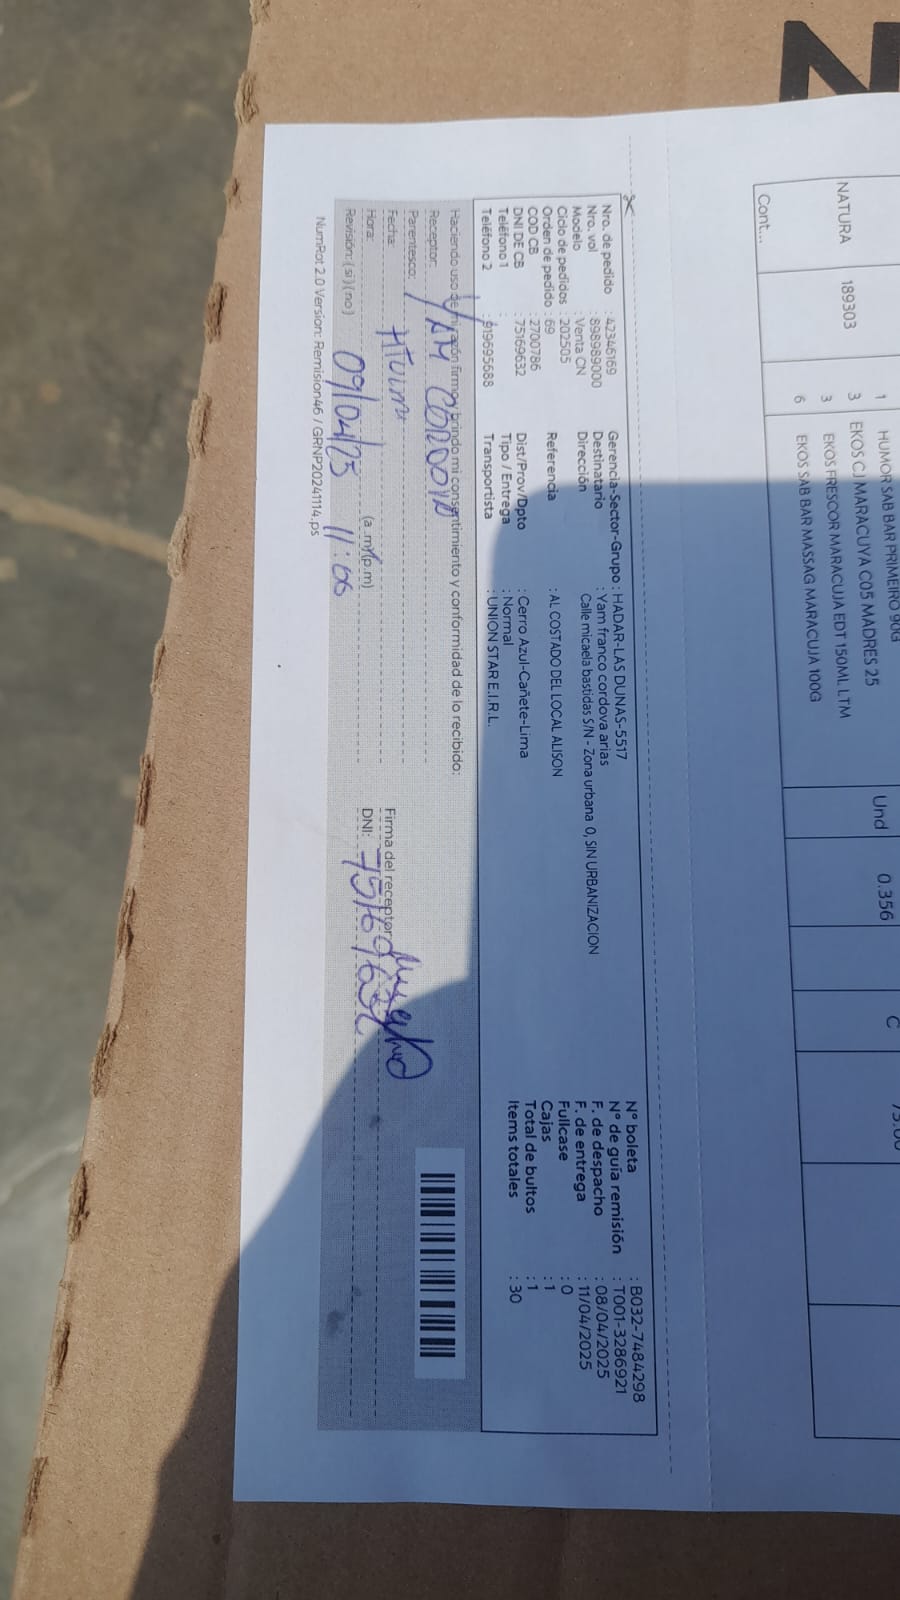 N
1 HUMOR SAB BAR PRIMEIRO 90G
3 EKOS CJ MARACUYA C05 MADRES 25 Und 0.356 C
NATURA 189303 3 EKOS FRESCOR MARACUJA EDT 150ML LTM
6 EKOS SAB BAR MASSAG MARACUJA 100G
Cont...
Nro. de pedido : 42346169 Gerencia-Sector-Grupo : HADAR-LAS DUNAS-5517 N° boleta : B032-7484298
Nro. vol : 898989000 Destinatario : Yam franco cordova arias N° de guía remisión : T001-3286921
Modelo : Venta CN Dirección Calle micaela bastidas S/N - Zona urbana 0, SIN URBANIZACION F. de despacho : 08/04/2025
Ciclo de pedidos : 202505 F. de entrega : 11/04/2025
Orden de pedido : 69 Referencia : AL COSTADO DEL LOCAL ALISON Fullcase : 0
COD CB : 2700786 Cajas : 1
DNI DE CB : 75169632 Dist/Prov/Dpto : Cerro Azul-Cañete-Lima Total de bultos : 1
Teléfono 1 : Tipo / Entrega : Normal Items totales : 30
Teléfono 2 : 919695688 Transportista : UNION STAR E.I.R.L.
Haciendo uso de mi razón firmo y brindo mi consentimiento y conformidad de lo recibido:
Receptor: YAM CORDOVA
Parentesco:
Fecha: 09/04/25
Hora: 11:06 (a.m)(p.m)
Revisión: ( si ) ( no )
Firma del receptor
DNI: 75169632
NumRot 2.0 Version: Remision46 / GRNP20241114.ps